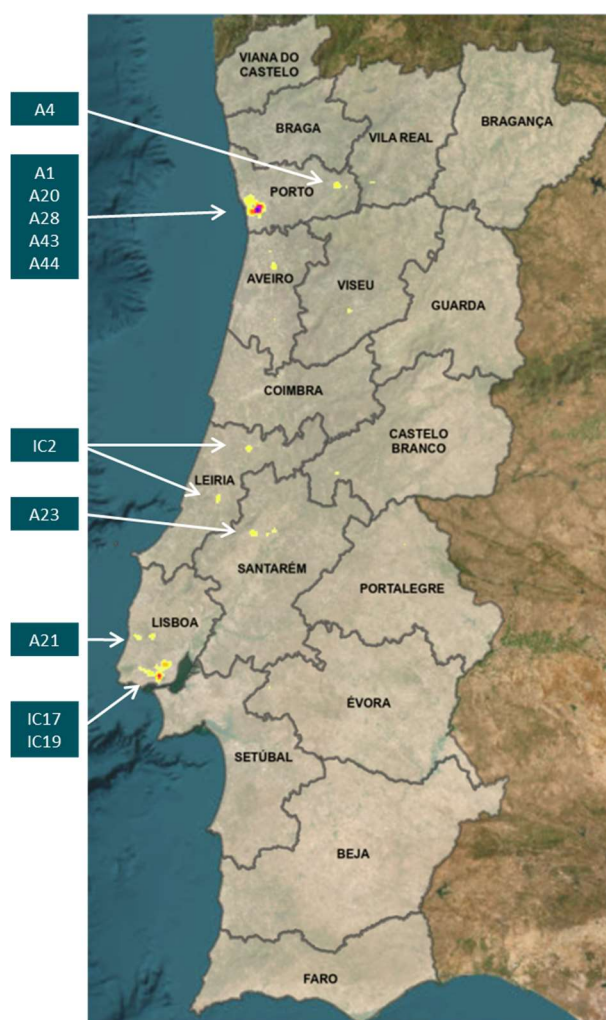 VIANA DO
CASTELO
A4
BRAGA
VILA REAL
BRAGANÇA
A1
A20
A28
A43
A44
PORTO
AVEIRO
VISEU
GUARDA
COIMBRA
IC2
CASTELO
BRANCO
LEIRIA
A23
SANTARÉM
PORTALEGRE
A21
LISBOA
IC17
IC19
ÉVORA
SETÚBAL
BEJA
FARO